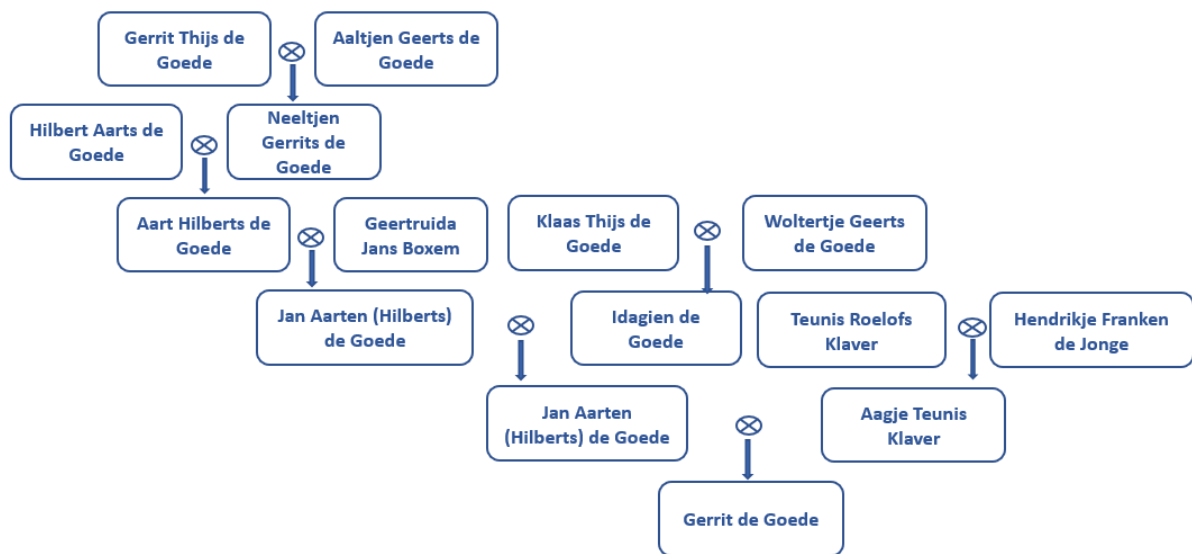 Gerrit Thijs de
Goede
Aaltjen Geerts de
Goede
Hilbert Aarts de
Goede
Neeltjen
Gerrits de
Goede
Aart Hilberts de
Goede
Geertruida
Jans Boxem
Klaas Thijs de
Goede
Woltertje Geerts
de Goede
Jan Aarten (Hilberts)
de Goede
Idagien de
Goede
Teunis Roelofs
Klaver
Hendrikje Franken
de Jonge
Jan Aarten
(Hilberts) de Goede
Aagje Teunis
Klaver
Gerrit de Goede